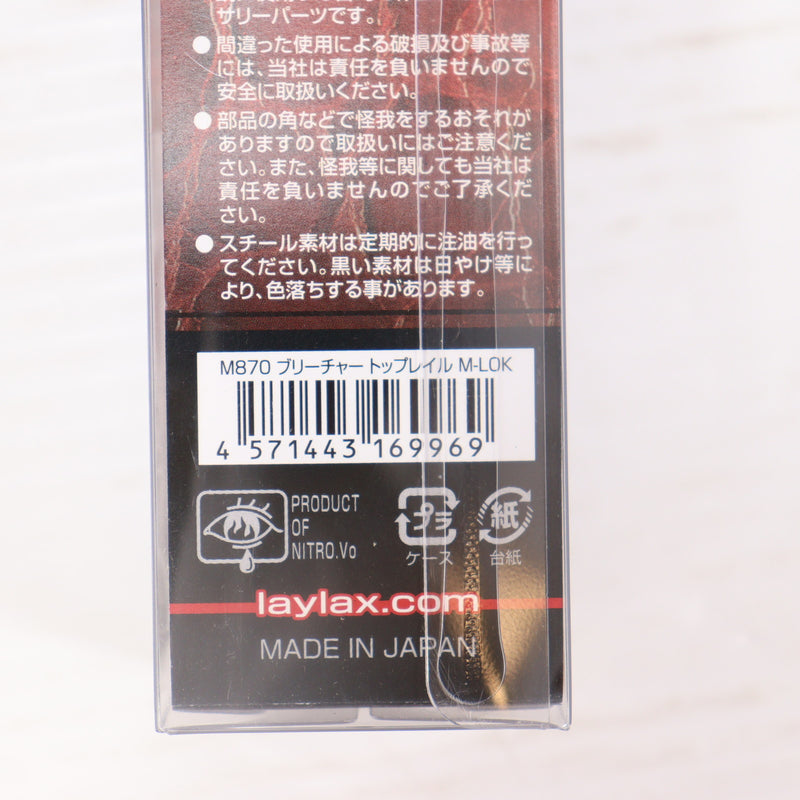 サリーパーツです。
● 間違った使用による破損及び事故等
には、当社は責任を負いませんので
安全に取扱いください。
● 部品の角などで怪我をするおそれが
ありますので取扱いにはご注意くだ
さい。また、怪我等に関しても当社は
責任を負いませんのでご了承くだ
さい。
● スチール素材は定期的に注油を行っ
てください。黒い素材は日やけ等に
より、色落ちする事があります。
M870 ブリーチャー トップレイル M-LOK
4 571443 169969
PRODUCT
OF
NITRO.Vo
プラ
ケース
紙
台紙
laylax.com
MADE IN JAPAN